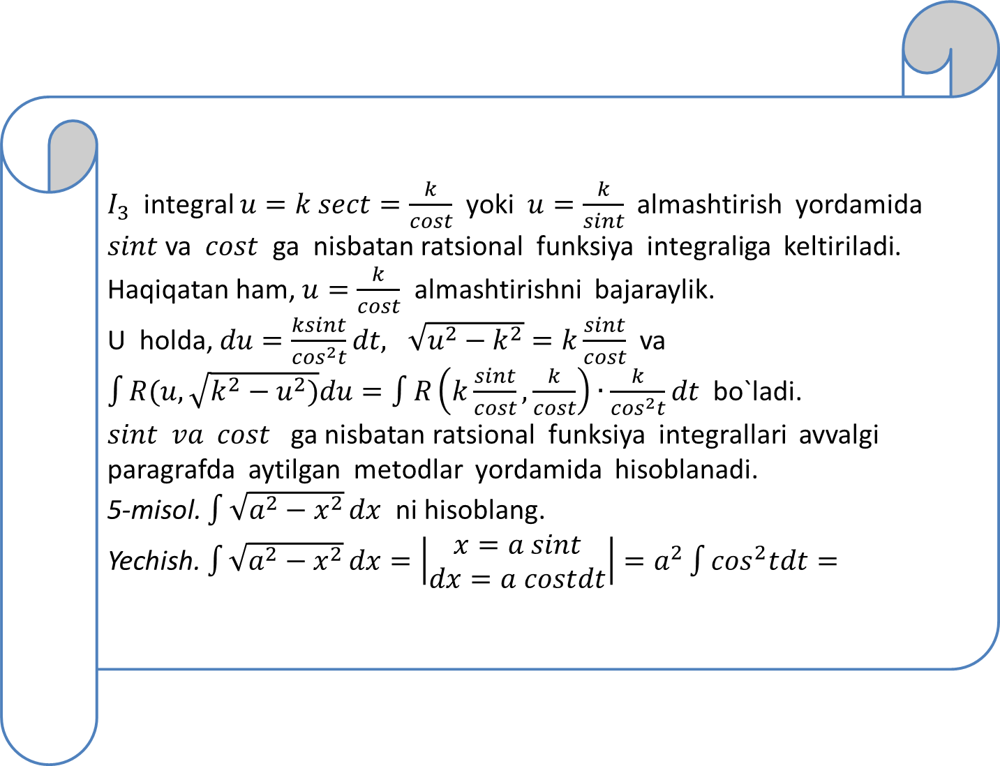 I₃ integral u = k sect = k/cost yoki u = k/sint almashtirish yordamida
sint va cost ga nisbatan ratsional funksiya integraliga keltiriladi.
Haqiqatan ham, u = k/cost almashtirishni bajaraylik.
U holda, du = ksint/cos²t dt, √(u² − k²) = k sint/cost va
∫ R(u, √(k² − u²))du = ∫ R (k sint/cost, k/cost) · k/cos²t dt bo`ladi.
sint va cost ga nisbatan ratsional funksiya integrallari avvalgi
paragrafda aytilgan metodlar yordamida hisoblanadi.
5-misol. ∫ √(a² − x²) dx ni hisoblang.
Yechish. ∫ √(a² − x²) dx = |x = a sint dx = a costdt| = a² ∫ cos²tdt =